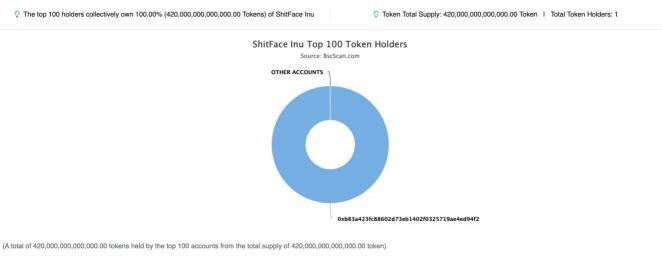 The top 100 holders collectively own 100.00% (420,000,000,000,000.00 Tokens) of ShitFace Inu
Token Total Supply: 420,000,000,000,000.00 Token | Total Token Holders: 1
ShitFace Inu Top 100 Token Holders
Source: BscScan.com
OTHER ACCOUNTS
0xb83a423fc88602d73eb1402f0325719ae4ed94f2
(A total of 420,000,000,000,000.00 tokens held by the top 100 accounts from the total supply of 420,000,000,000,000.00 token)